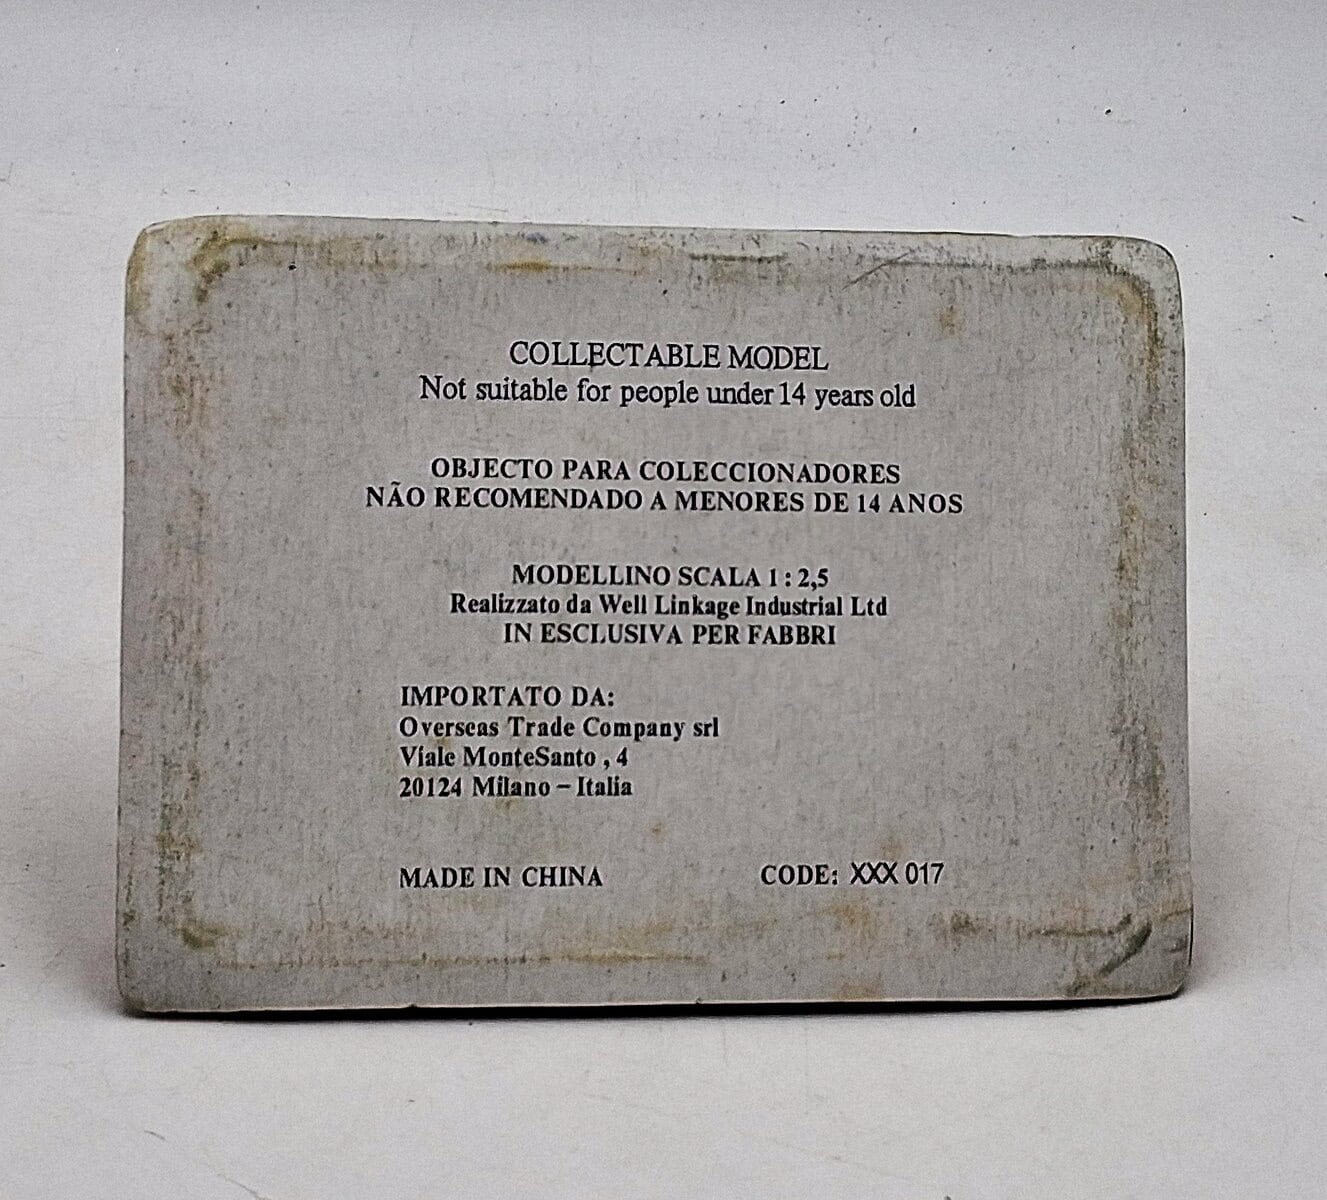 COLLECTABLE MODEL
Not suitable for people under 14 years old
OBJECTO PARA COLECCIONADORES
NÃO RECOMENDADO A MENORES DE 14 ANOS
MODELLINO SCALA 1 : 2,5
Realizzato da Well Linkage Industrial Ltd
IN ESCLUSIVA PER FABBRI
IMPORTATO DA:
Overseas Trade Company srl
Viale MonteSanto , 4
20124 Milano – Italia
MADE IN CHINA CODE: XXX 017